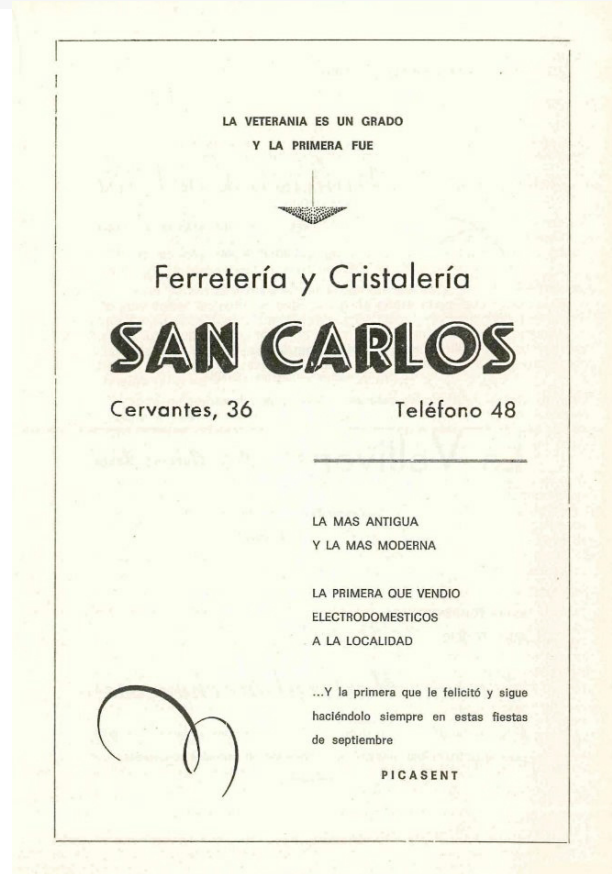 LA VETERANIA ES UN GRADO
Y LA PRIMERA FUE
Ferretería y Cristalería
SAN CARLOS
Cervantes, 36
Teléfono 48
LA MAS ANTIGUA
Y LA MAS MODERNA
LA PRIMERA QUE VENDIO
ELECTRODOMESTICOS
A LA LOCALIDAD
...Y la primera que le felicitó y sigue
haciéndolo siempre en estas fiestas
de septiembre
PICASENT